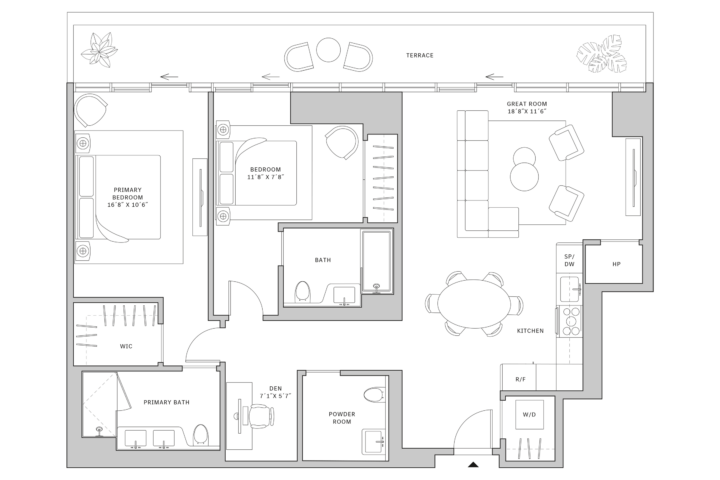 TERRACE
GREAT ROOM
18'8"X 11'6"
BEDROOM
11'8" X 7'8"
PRIMARY
BEDROOM
16'8" X 10'6"
BATH
SP/
DW
HP
KITCHEN
WIC
R/F
DEN
7'1"X 5'7"
PRIMARY BATH
POWDER
ROOM
W/D